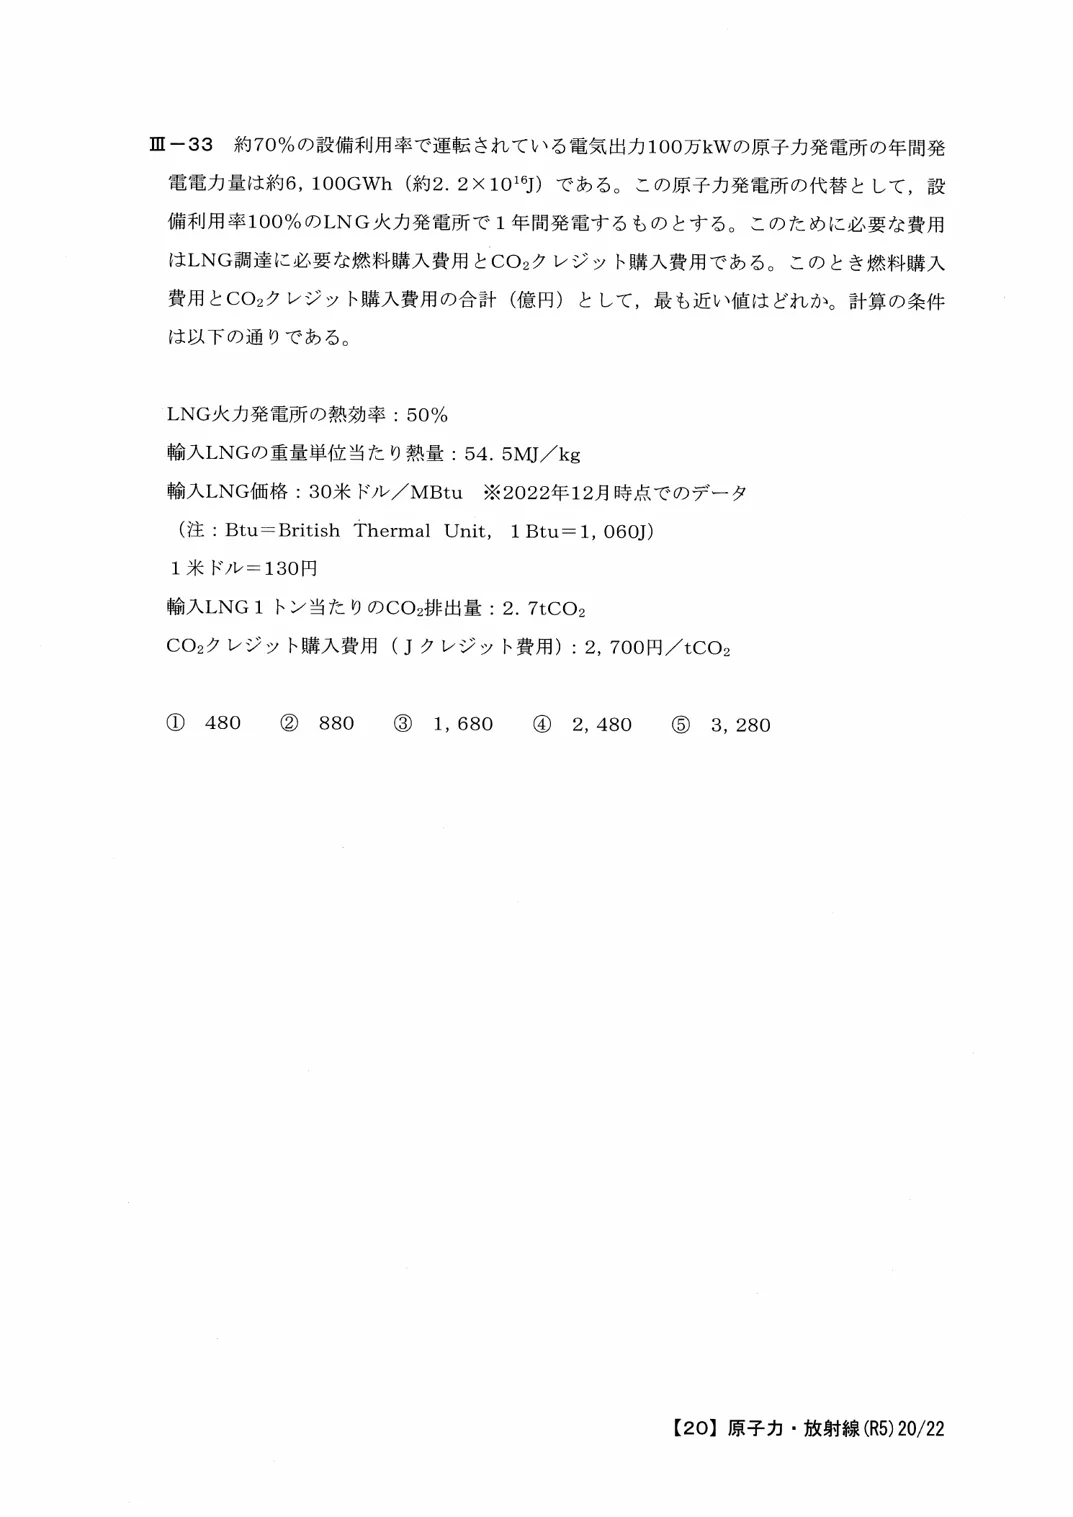 Ⅲ－33　約70％の設備利用率で運転されている電気出力100万kWの原子力発電所の年間発
電電力量は約6，100GWh（約2．2×10¹⁶J）である。この原子力発電所の代替として，設
備利用率100％のLNG火力発電所で１年間発電するものとする。このために必要な費用
はLNG調達に必要な燃料購入費用とCO₂クレジット購入費用である。このとき燃料購入
費用とCO₂クレジット購入費用の合計（億円）として，最も近い値はどれか。計算の条件
は以下の通りである。
LNG火力発電所の熱効率：50％
輸入LNGの重量単位当たり熱量：54．5MJ／kg
輸入LNG価格：30米ドル／MBtu　※2022年12月時点でのデータ
（注：Btu＝British Thermal Unit，１Btu＝1，060J）
１米ドル＝130円
輸入LNG１トン当たりのCO₂排出量：2．7tCO₂
CO₂クレジット購入費用（Ｊクレジット費用）：2，700円／tCO₂
①　480　②　880　③　1，680　④　2，480　⑤　3，280
【20】原子力・放射線(R5)20/22